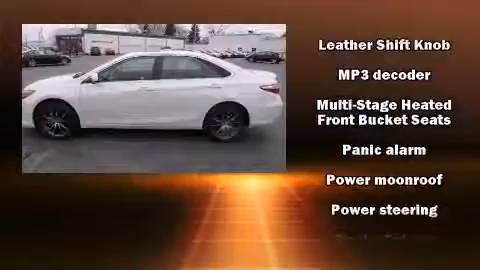 Leather Shift Knob
MP3 decoder
Multi-Stage Heated
Front Bucket Seats
Panic alarm
Power moonroof
Power steering